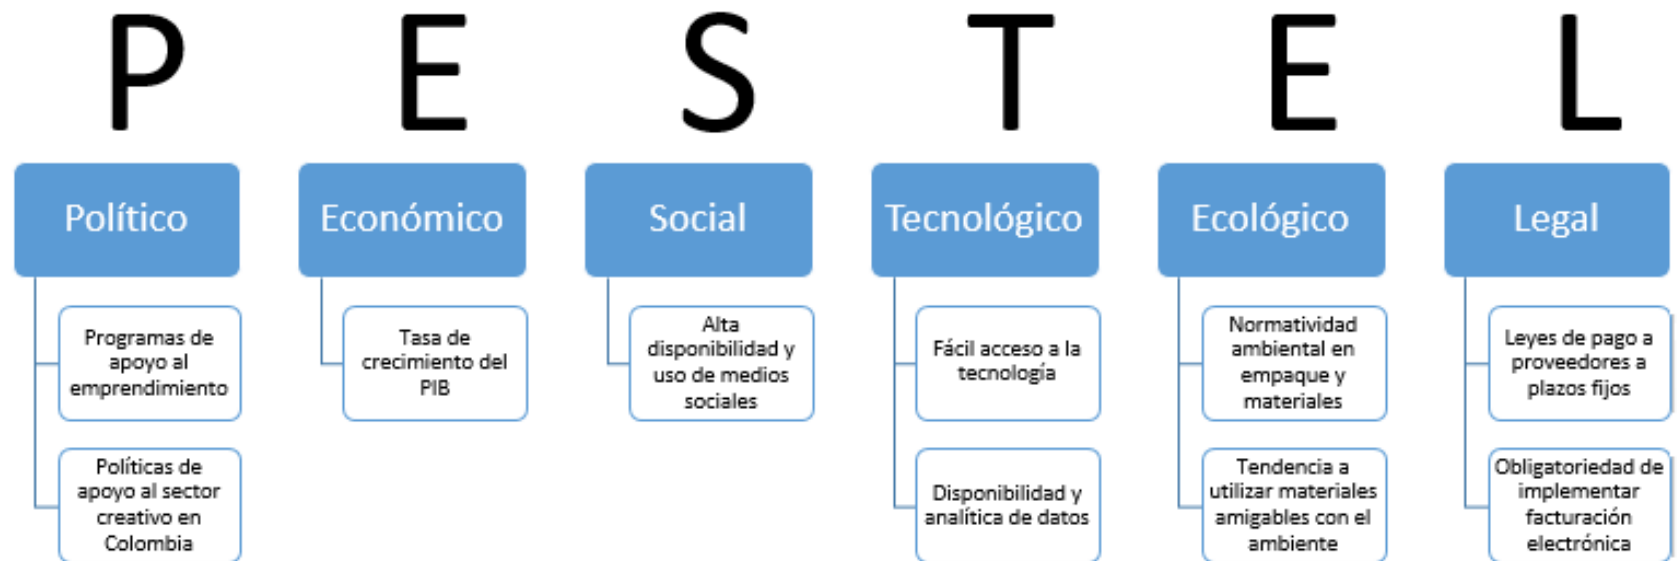 P E S T E L
Político
Económico
Social
Tecnológico
Ecológico
Legal
Programas de
apoyo al
emprendimiento
Políticas de
apoyo al sector
creativo en
Colombia
Tasa de
crecimiento del
PIB
Alta
disponibilidad y
uso de medios
sociales
Fácil acceso a la
tecnología
Disponibilidad y
analítica de datos
Normatividad
ambiental en
empaque y
materiales
Tendencia a
utilizar materiales
amigables con el
ambiente
Leyes de pago a
proveedores a
plazos fijos
Obligatoriedad de
implementar
facturación
electrónica